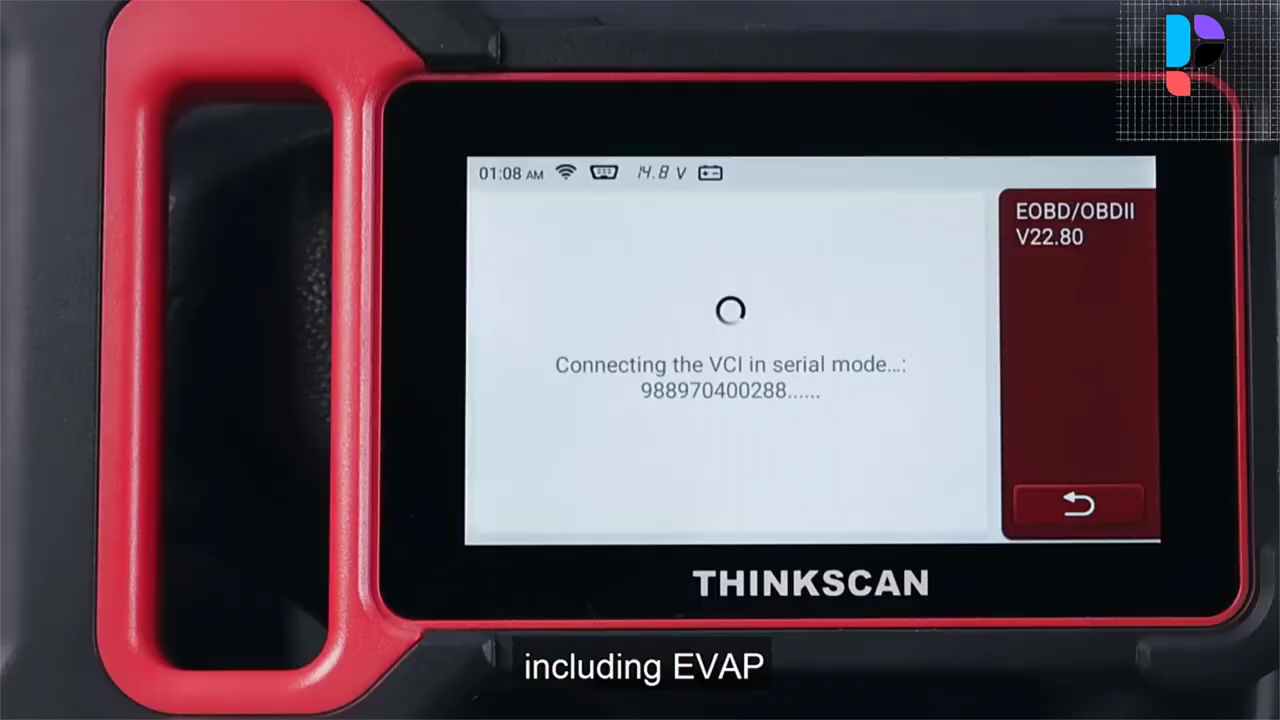 01:08 AM 14.8 V
EOBD/OBDII
V22.80
Connecting the VCI in serial mode...:
988970400288......
THINKSCAN
including EVAP